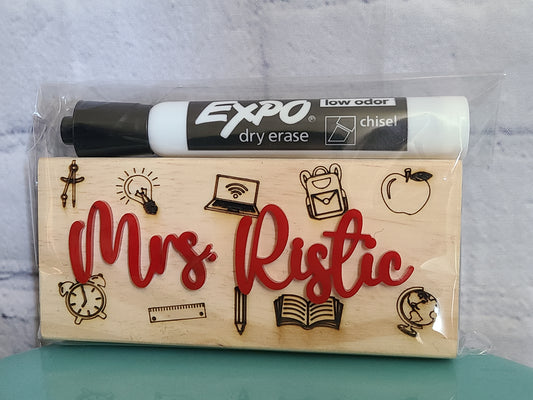 EXPO® low odor
dry erase chisel
Mrs. Ristic